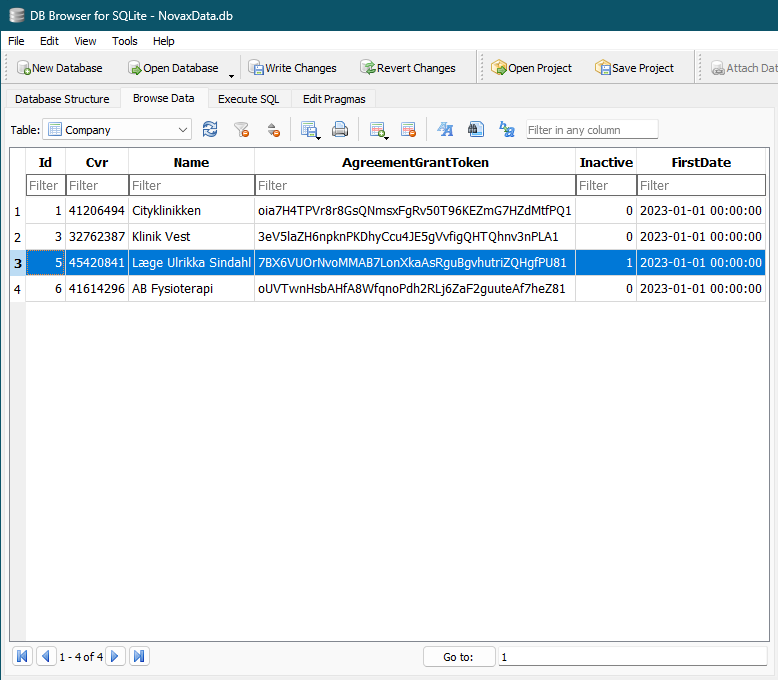 DB Browser for SQLite - NovaxData.db
File Edit View Tools Help
New Database Open Database Write Changes Revert Changes Open Project Save Project Attach Dat
Database Structure Browse Data Execute SQL Edit Pragmas
Table: Company Filter in any column
Id Cvr Name AgreementGrantToken Inactive FirstDate
Filter Filter Filter Filter Filter Filter
1 1 41206494 Cityklinikken oia7H4TPVr8r8GsQNmsxFgRv50T96KEZmG7HZdMtfPQ1 0 2023-01-01 00:00:00
2 3 32762387 Klinik Vest 3eV5laZH6npknPKDhyCcu4JE5gVvfigQHTQhnv3nPLA1 0 2023-01-01 00:00:00
3 5 45420841 Læge Ulrikka Sindahl 7BX6VUOrNvoMMAB7LonXkaAsRguBgvhutriZQHgfPU81 1 2023-01-01 00:00:00
4 6 41614296 AB Fysioterapi oUVTwnHsbAHfA8WfqnoPdh2RLj6ZaF2guuteAf7heZ81 0 2023-01-01 00:00:00
1 - 4 of 4 Go to: 1